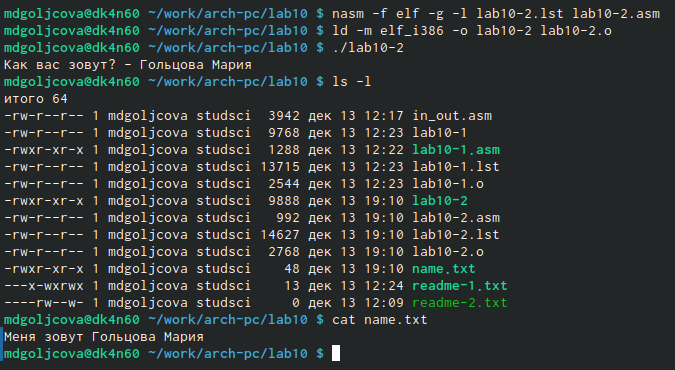 mdgoljcova@dk4n60 ~/work/arch-pc/lab10 $ nasm -f elf -g -l lab10-2.lst lab10-2.asm
mdgoljcova@dk4n60 ~/work/arch-pc/lab10 $ ld -m elf_i386 -o lab10-2 lab10-2.o
mdgoljcova@dk4n60 ~/work/arch-pc/lab10 $ ./lab10-2
Как вас зовут? - Гольцова Мария
mdgoljcova@dk4n60 ~/work/arch-pc/lab10 $ ls -l
итого 64
-rw-r--r-- 1 mdgoljcova studsci  3942 дек 13 12:17 in_out.asm
-rw-r--r-- 1 mdgoljcova studsci  9768 дек 13 12:23 lab10-1
-rwxr-xr-x 1 mdgoljcova studsci  1288 дек 13 12:22 lab10-1.asm
-rw-r--r-- 1 mdgoljcova studsci 13715 дек 13 12:23 lab10-1.lst
-rw-r--r-- 1 mdgoljcova studsci  2544 дек 13 12:23 lab10-1.o
-rwxr-xr-x 1 mdgoljcova studsci  9888 дек 13 19:10 lab10-2
-rw-r--r-- 1 mdgoljcova studsci   992 дек 13 19:10 lab10-2.asm
-rw-r--r-- 1 mdgoljcova studsci 14627 дек 13 19:10 lab10-2.lst
-rw-r--r-- 1 mdgoljcova studsci  2768 дек 13 19:10 lab10-2.o
-rwxr-xr-x 1 mdgoljcova studsci    48 дек 13 19:10 name.txt
---x-wxrwx 1 mdgoljcova studsci    13 дек 13 12:24 readme-1.txt
----rw--w- 1 mdgoljcova studsci     0 дек 13 12:09 readme-2.txt
mdgoljcova@dk4n60 ~/work/arch-pc/lab10 $ cat name.txt
Меня зовут Гольцова Мария
mdgoljcova@dk4n60 ~/work/arch-pc/lab10 $